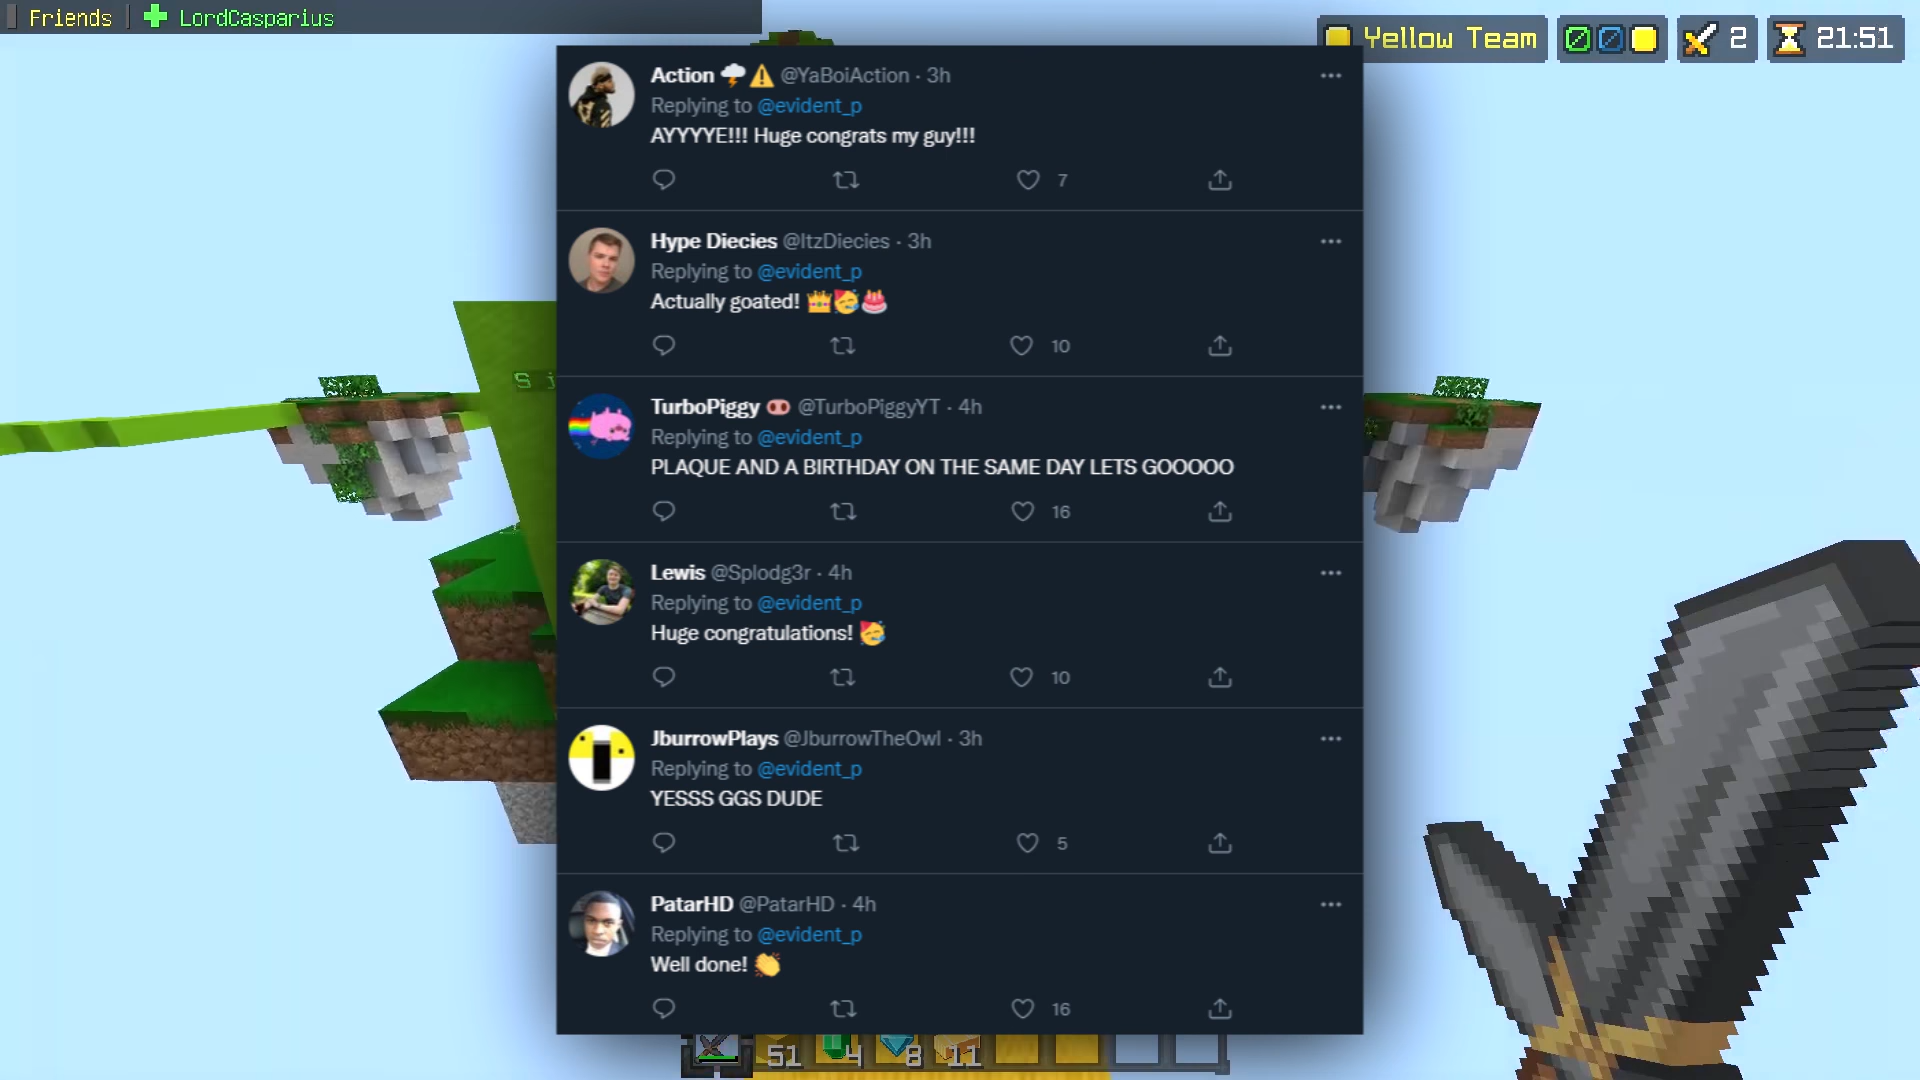 Friends LordCasparius
Yellow Team 2 21:51
Action @YaBoiAction · 3h
Replying to @evident_p
AYYYYE!!! Huge congrats my guy!!!
7
Hype Diecies @ItzDiecies · 3h
Replying to @evident_p
Actually goated! 👑🥳🎂
10
S j
TurboPiggy @TurboPiggyYT · 4h
Replying to @evident_p
PLAQUE AND A BIRTHDAY ON THE SAME DAY LETS GOOOOO
16
Lewis @Splodg3r · 4h
Replying to @evident_p
Huge congratulations! 🥳
10
JburrowPlays @JburrowTheOwl · 3h
Replying to @evident_p
YESSS GGS DUDE
5
PatarHD @PatarHD · 4h
Replying to @evident_p
Well done! 👏
16
51 4 8 11